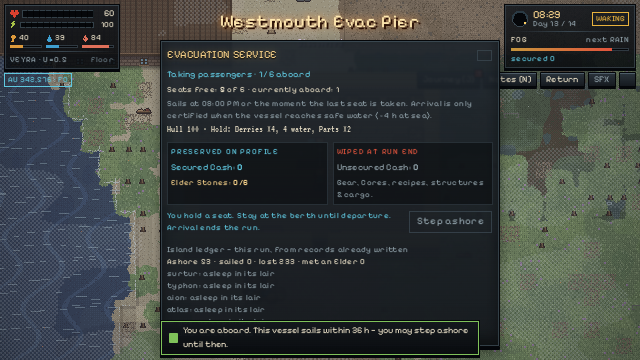 Westmouth Evac Pier
60
100
40 39 84
VEYRA · U=0.5 Floor
08:29
Day 13 / 14
WAKING
FOG next RAIN
secured 0
tes (N) Return SFX
EVACUATION SERVICE
Taking passengers · 1/6 aboard
Seats free: 5 of 6 · currently aboard: 1
Sails at 08:00 PM or the moment the last seat is taken. Arrival is only
certified when the vessel reaches safe water (~4 h at sea).
Hull 100 · Hold: Berries ×4, 4 water, Parts ×2
PRESERVED ON PROFILE
Secured Cash: 0
Elder Stones: 0/6
WIPED AT RUN END
Unsecured Cash: 0
Gear, Cores, recipes, structures
& cargo.
You hold a seat. Stay at the berth until departure.
Arrival ends the run.
Step ashore
Island ledger – this run, from records already written
Ashore 93 · sailed 0 · lost 233 · met an Elder 0
surtur: asleep in its lair
typhon: asleep in its lair
aion: asleep in its lair
atlas: asleep in its lair
You are aboard. This vessel sails within 36 h – you may step ashore
until then.